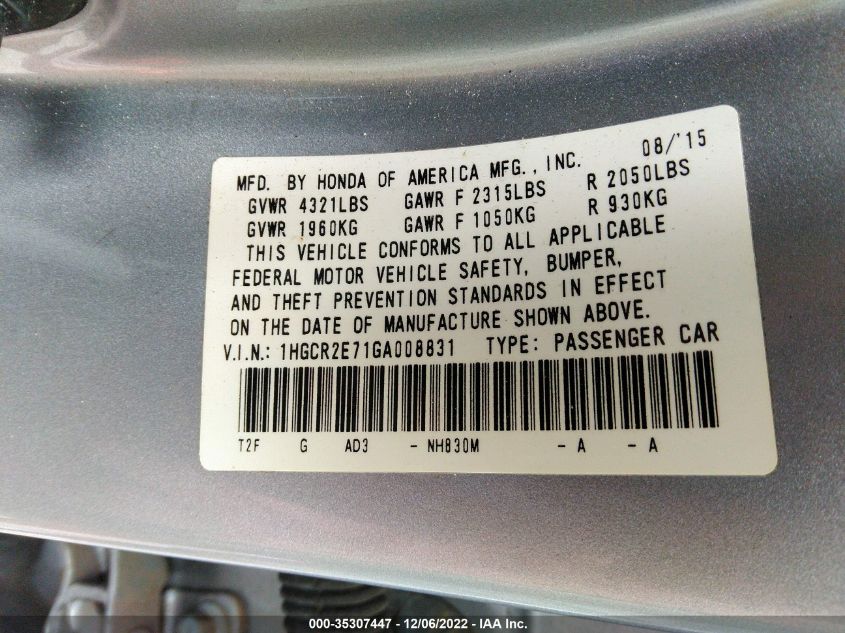 08/'15
MFD. BY HONDA OF AMERICA MFG., INC.
GVWR 4321LBS GAWR F 2315LBS R 2050LBS
GVWR 1960KG GAWR F 1050KG R 930KG
THIS VEHICLE CONFORMS TO ALL APPLICABLE
FEDERAL MOTOR VEHICLE SAFETY, BUMPER,
AND THEFT PREVENTION STANDARDS IN EFFECT
ON THE DATE OF MANUFACTURE SHOWN ABOVE.
V.I.N.: 1HGCR2E71GA008831 TYPE: PASSENGER CAR
T2F G AD3 - NH830M - A - A
000-35307447 - 12/06/2022 - IAA Inc.